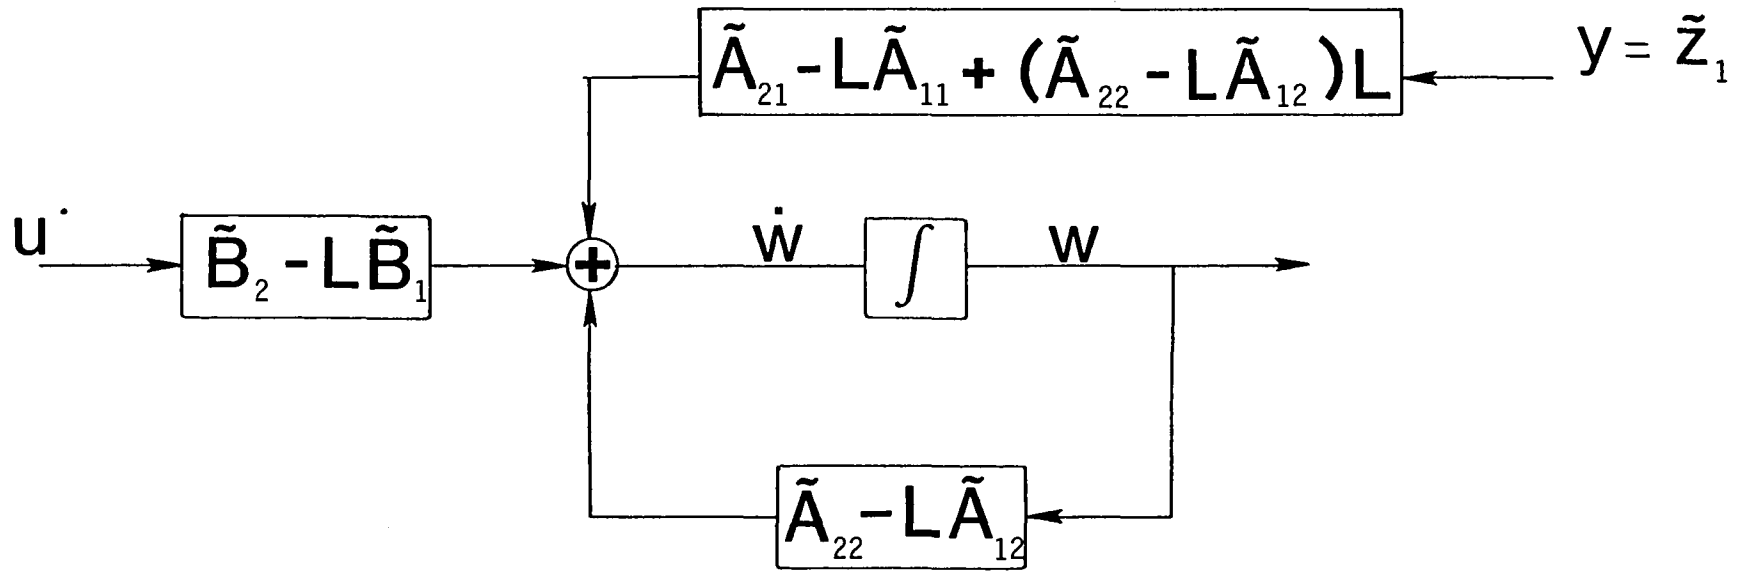 Ã₂₁ - LÃ₁₁ + (Ã₂₂ - LÃ₁₂)L
y = z̃₁
u
B̃₂ - LB̃₁
+
ẇ
∫
w
Ã₂₂ - LÃ₁₂